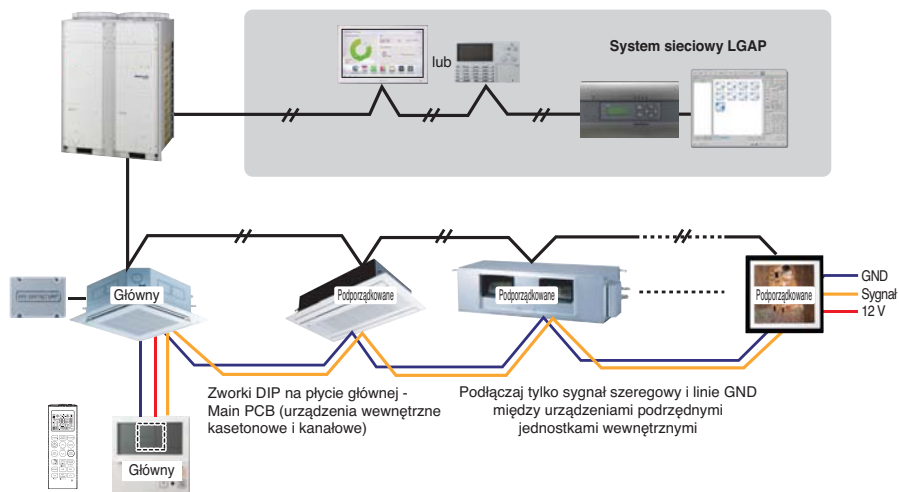 lub
System sieciowy LGAP
Główny
Podporządkowane
Podporządkowane
Podporządkowane
GND
Sygnał
12 V
Zworki DIP na płycie głównej -
Main PCB (urządzenia wewnętrzne
kasetonowe i kanałowe)
Podłączaj tylko sygnał szeregowy i linie GND
między urządzeniami podrzędnymi
jednostkami wewnętrznymi
Główny